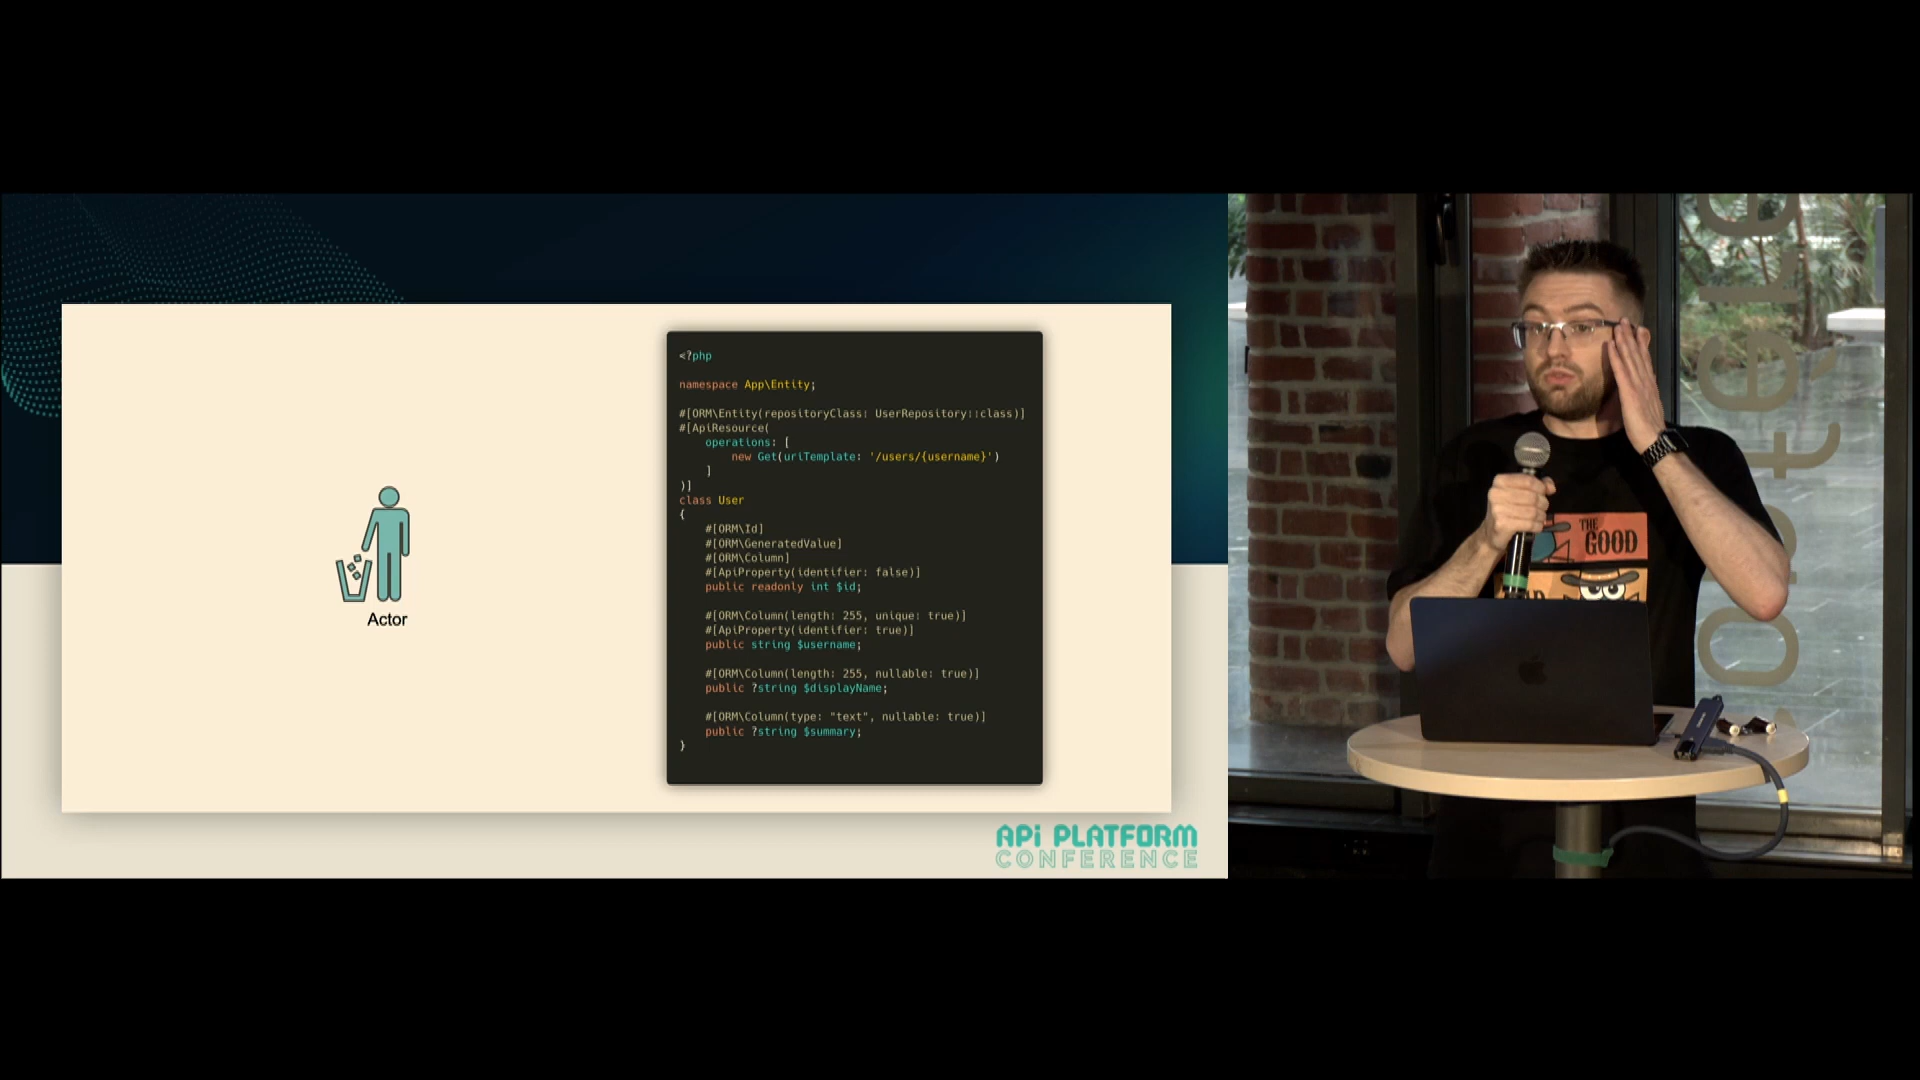 Actor
<?php
namespace App\Entity;
#[ORM\Entity(repositoryClass: UserRepository::class)]
#[ApiResource(
operations: [
new Get(uriTemplate: '/users/{username}')
]
)]
class User
{
#[ORM\Id]
#[ORM\GeneratedValue]
#[ORM\Column]
#[ApiProperty(identifier: false)]
public readonly int $id;
#[ORM\Column(length: 255, unique: true)]
#[ApiProperty(identifier: true)]
public string $username;
#[ORM\Column(length: 255, nullable: true)]
public ?string $displayName;
#[ORM\Column(type: "text", nullable: true)]
public ?string $summary;
}
APi PLATFORM
CONFERENCE
THE
GOOD